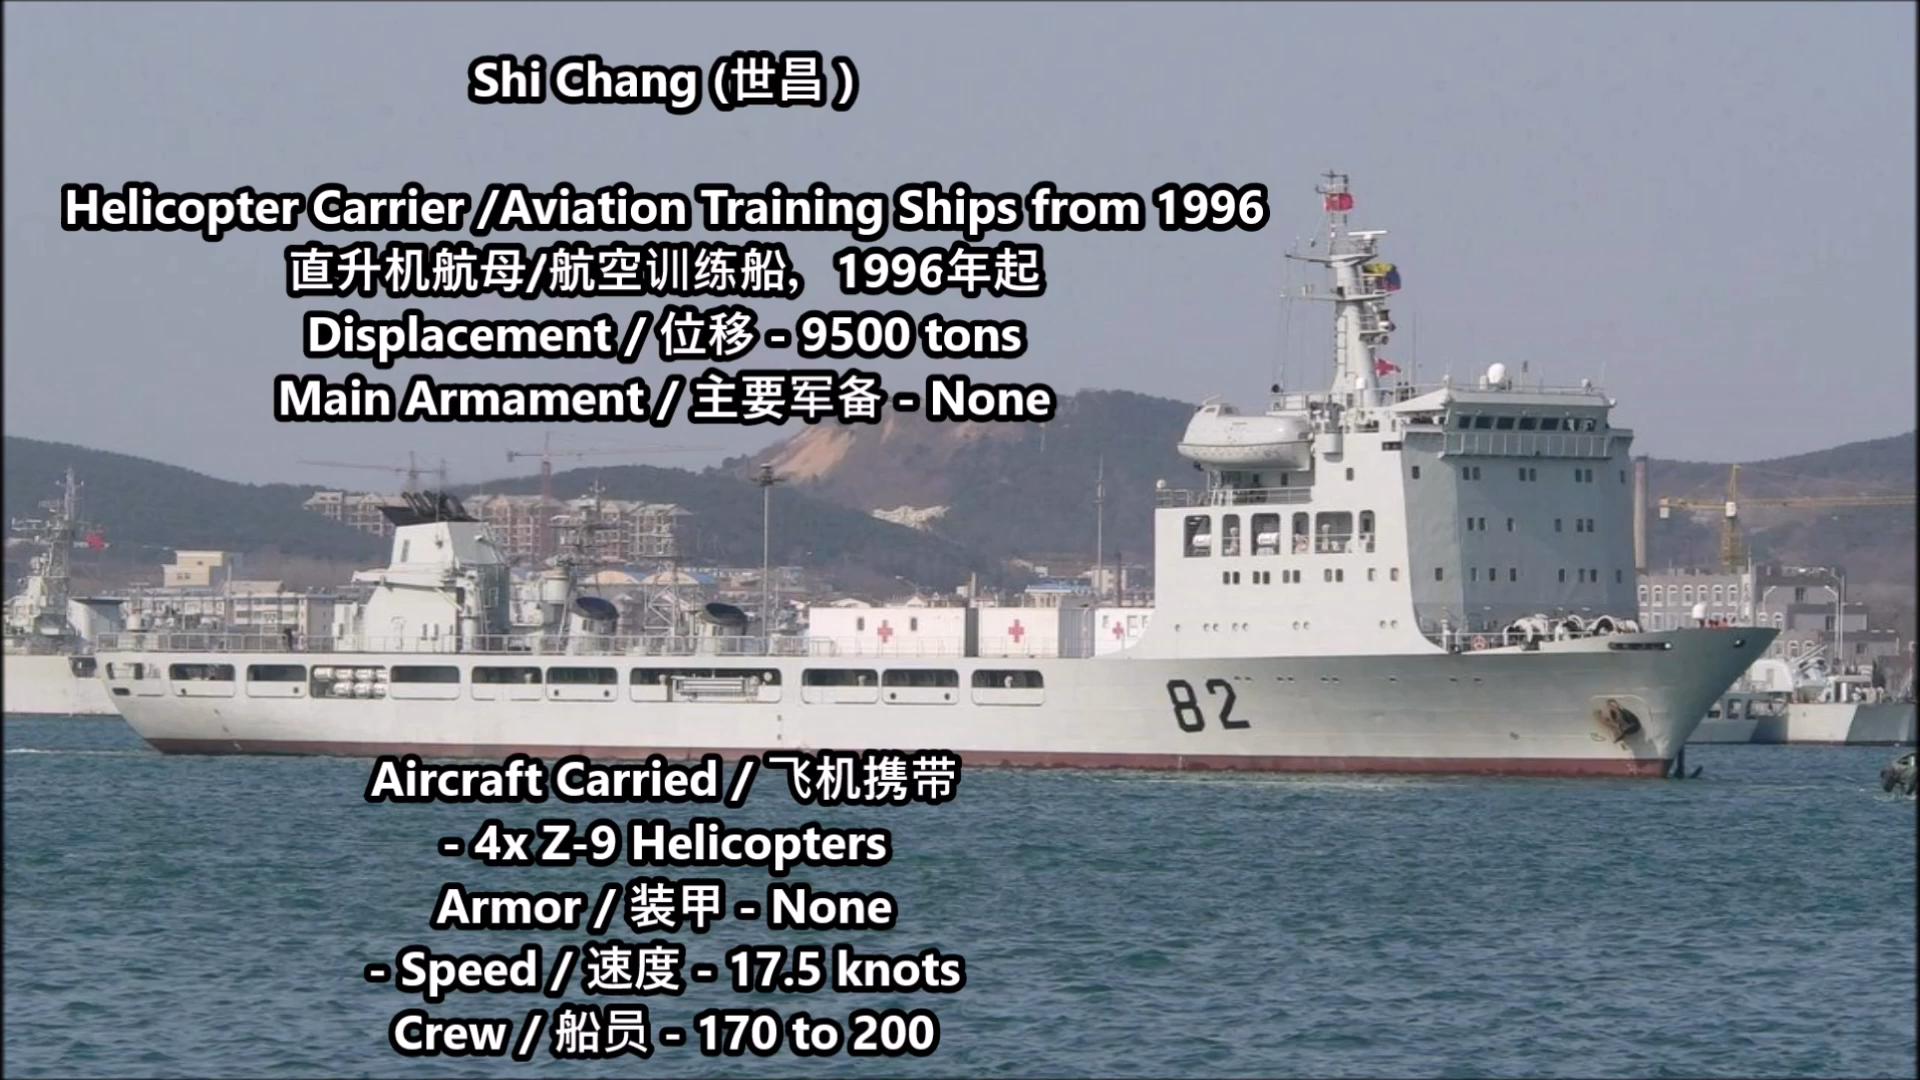 Shi Chang (世昌 )
Helicopter Carrier /Aviation Training Ships from 1996
直升机航母/航空训练船，1996年起
Displacement / 位移 - 9500 tons
Main Armament / 主要军备 - None
82
Aircraft Carried / 飞机携带
- 4x Z-9 Helicopters
Armor / 装甲 - None
- Speed / 速度 - 17.5 knots
Crew / 船员 - 170 to 200